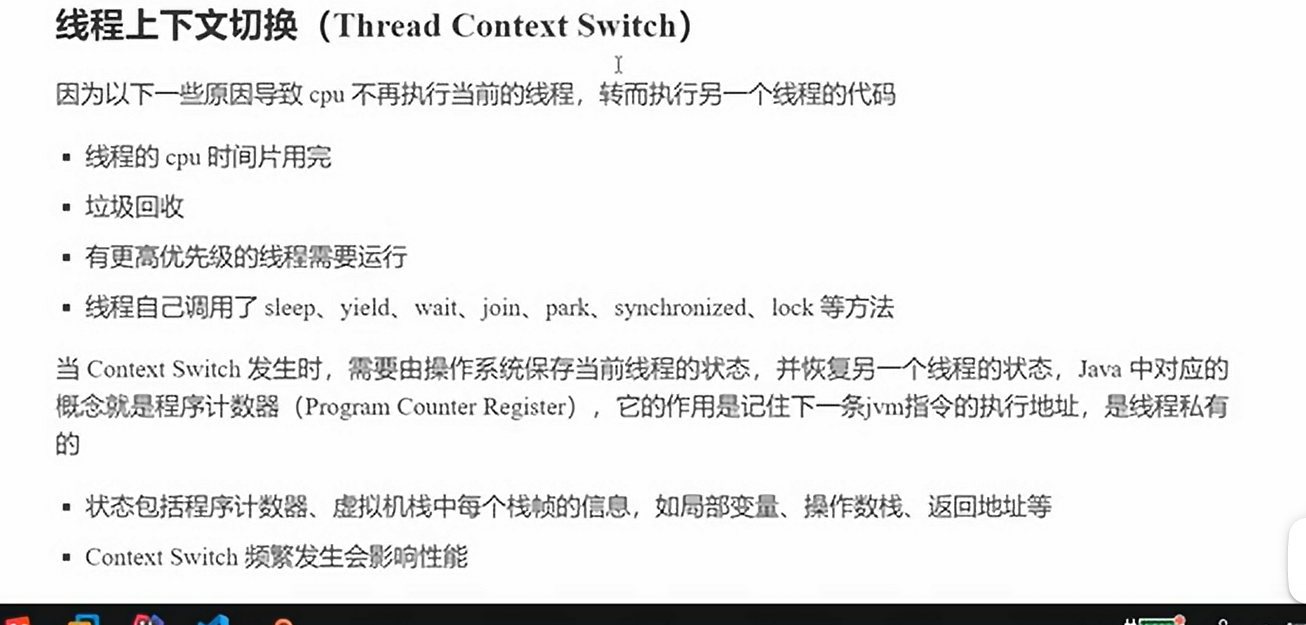 线程上下文切换（Thread Context Switch）
因为以下一些原因导致 cpu 不再执行当前的线程，转而执行另一个线程的代码
▪ 线程的 cpu 时间片用完
▪ 垃圾回收
▪ 有更高优先级的线程需要运行
▪ 线程自己调用了 sleep、yield、wait、join、park、synchronized、lock 等方法
当 Context Switch 发生时，需要由操作系统保存当前线程的状态，并恢复另一个线程的状态，Java 中对应的
概念就是程序计数器（Program Counter Register），它的作用是记住下一条jvm指令的执行地址，是线程私有
的
▪ 状态包括程序计数器、虚拟机栈中每个栈帧的信息，如局部变量、操作数栈、返回地址等
▪ Context Switch 频繁发生会影响性能